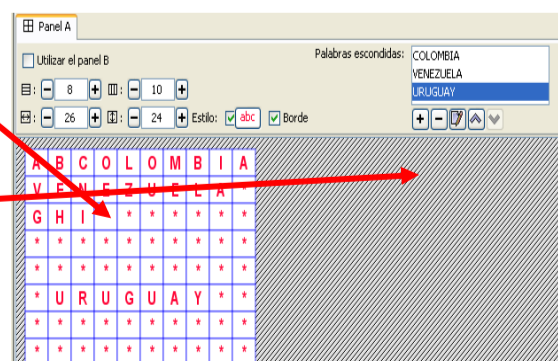 Panel A
Utilizar el panel B
Palabras escondidas:
COLOMBIA
VENEZUELA
URUGUAY
: - 8 + : - 10 +
: - 26 + : - 24 + Estilo: abc Borde
+ -
A B C O L O M B I A
V E N E Z U E L A *
G H I * * * * * *
* * * * * * * * * *
* * * * * * * * * *
* U R U G U A Y * *
* * * * * * * * * *
* * * * * * * * * *